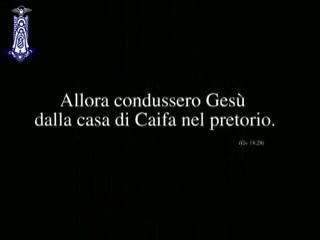 Allora condussero Gesù
dalla casa di Caifa nel pretorio.
(Gv 18,28)